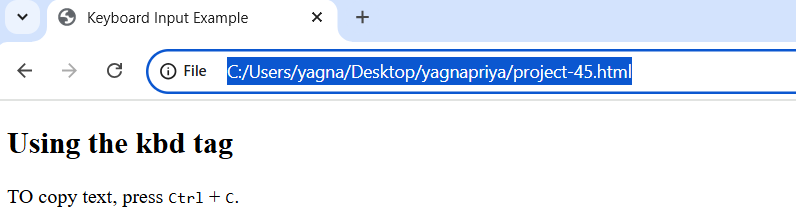 Keyboard Input Example
File C:/Users/yagna/Desktop/yagnapriya/project-45.html
Using the kbd tag
TO copy text, press Ctrl + C.